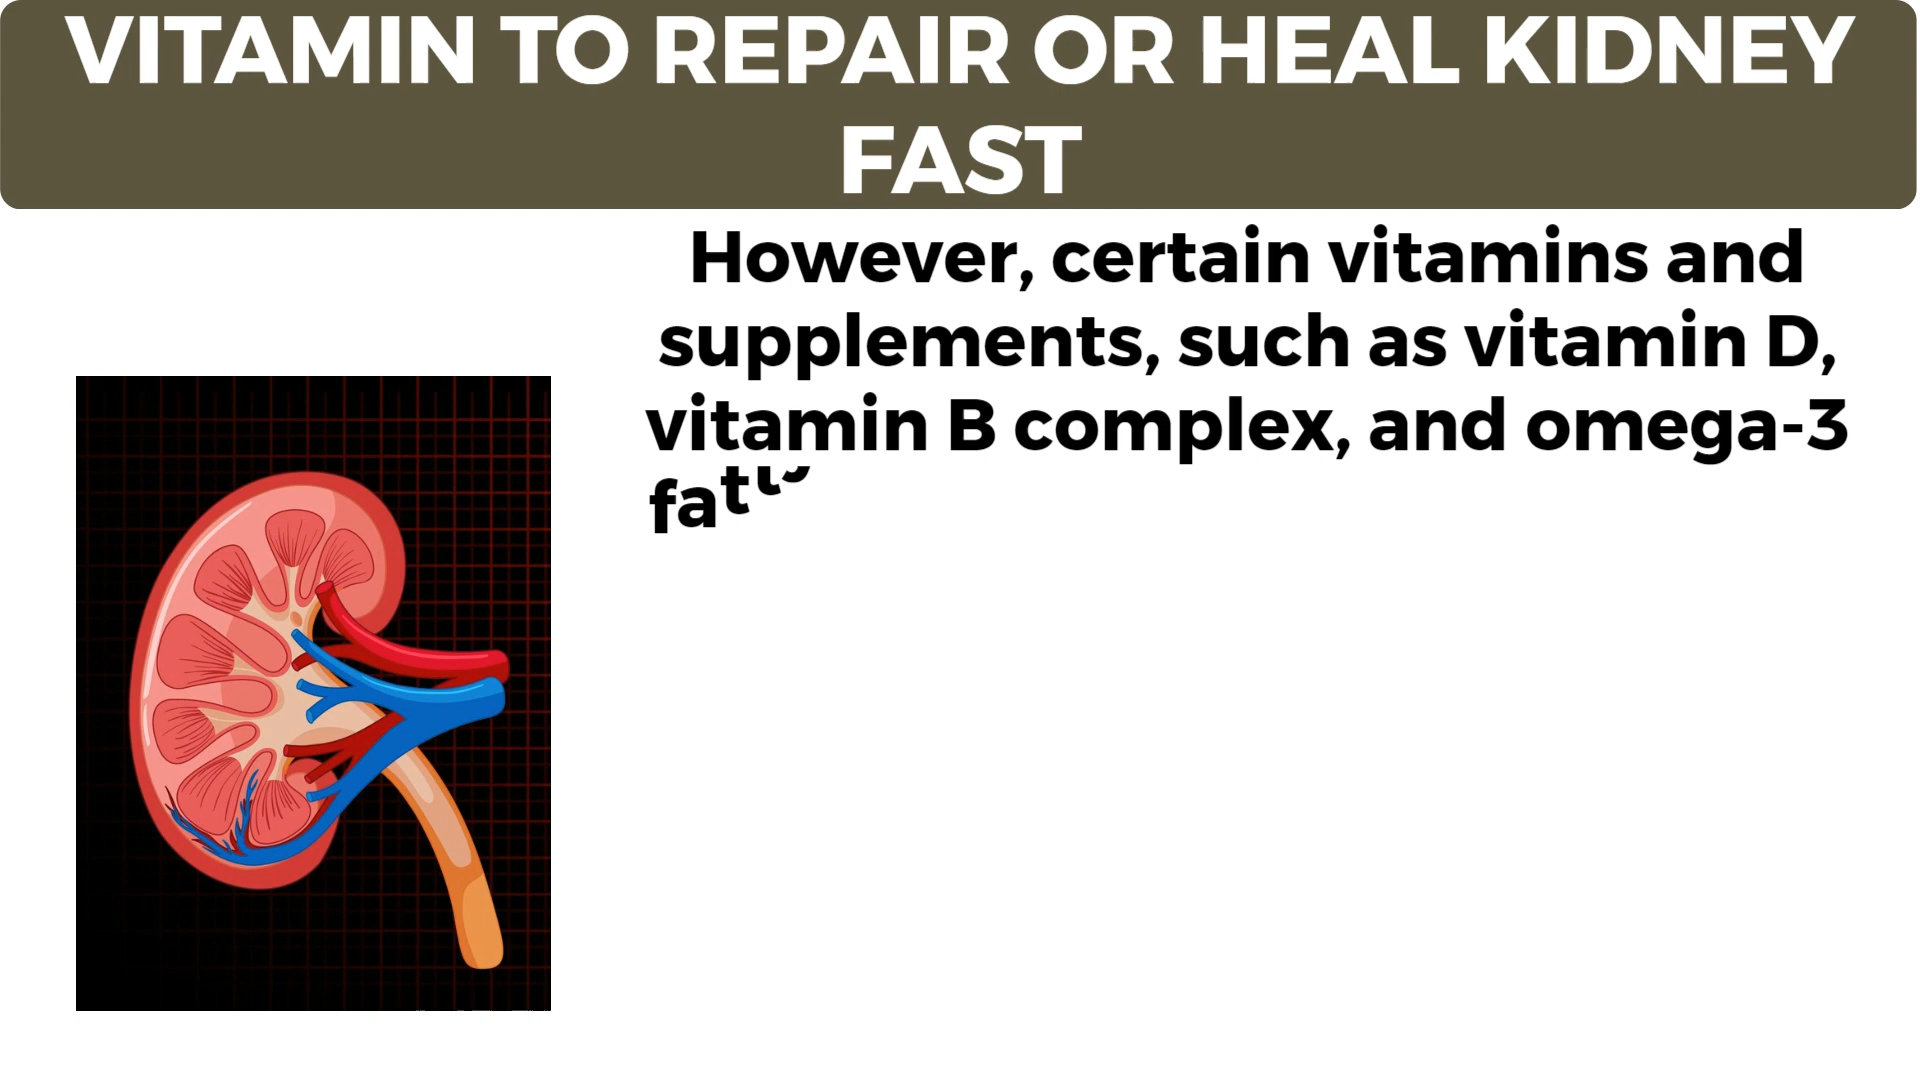 VITAMIN TO REPAIR OR HEAL KIDNEY
FAST
However, certain vitamins and
supplements, such as vitamin D,
vitamin B complex, and omega-3
fatty